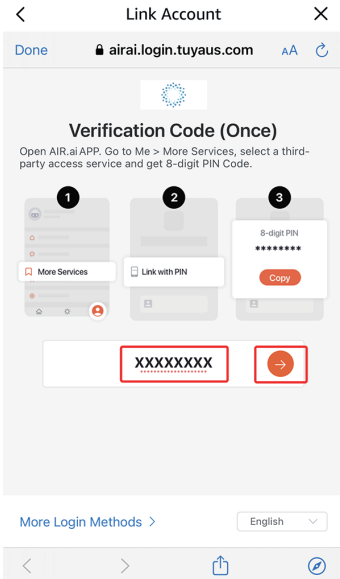 Link Account
Done
airai.login.tuyaus.com
AA
Verification Code (Once)
Open AIR.ai APP. Go to Me > More Services, select a third-
party access service and get 8-digit PIN Code.
1
2
3
More Services
Link with PIN
8-digit PIN
********
Copy
XXXXXXXX
More Login Methods >
English